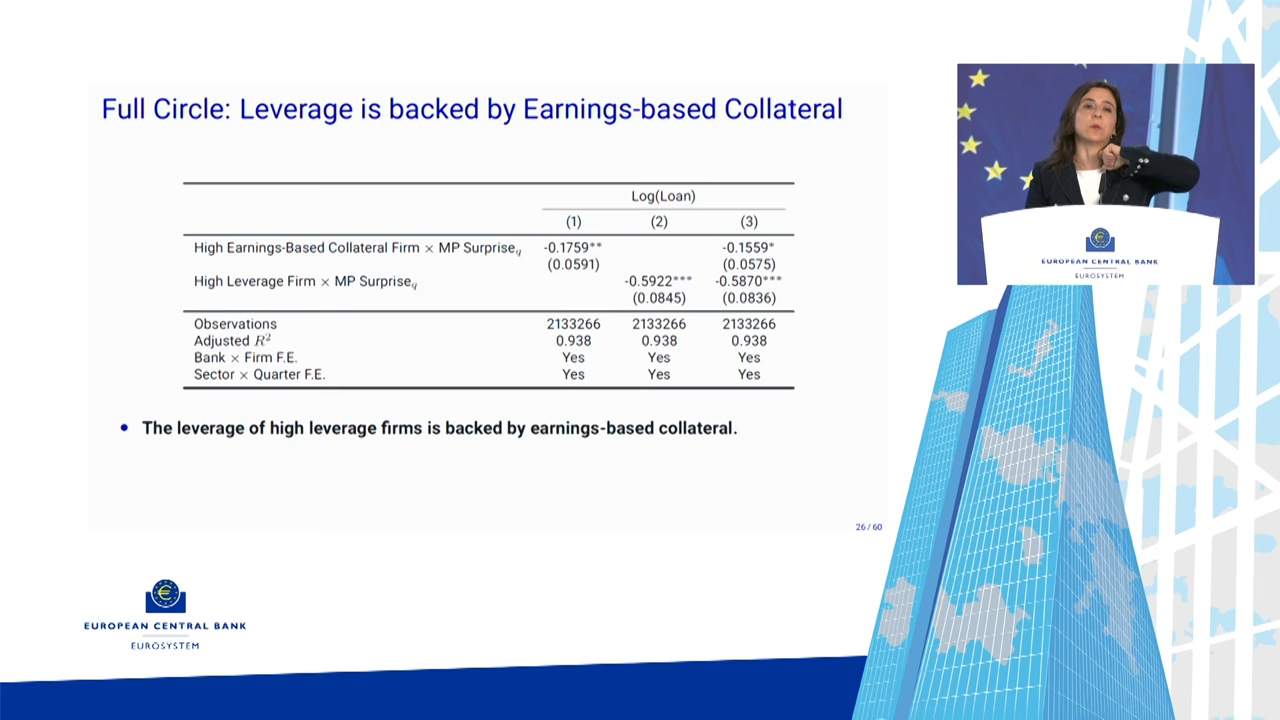 Full Circle: Leverage is backed by Earnings-based Collateral
Log(Loan)
(1) (2) (3)
High Earnings-Based Collateral Firm × MP Surprise_q -0.1759** -0.1559*
(0.0591) (0.0575)
High Leverage Firm × MP Surprise_q -0.5922*** -0.5870***
(0.0845) (0.0836)
Observations 2133266 2133266 2133266
Adjusted R² 0.938 0.938 0.938
Bank × Firm F.E. Yes Yes Yes
Sector × Quarter F.E. Yes Yes Yes
• The leverage of high leverage firms is backed by earnings-based collateral.
26 / 60
EUROPEAN CENTRAL BANK
EUROSYSTEM
EUROPEAN CENTRAL BANK
EUROSYSTEM